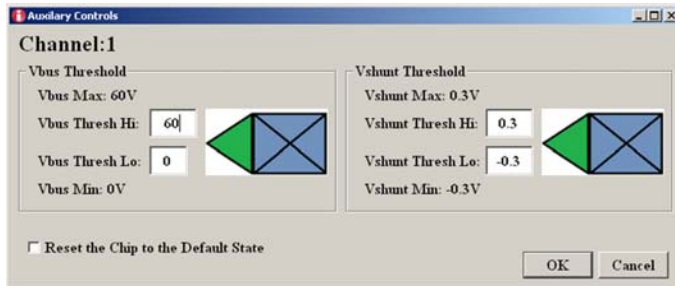 Auxilary Controls
Channel:1
Vbus Threshold
Vbus Max: 60V
Vbus Thresh Hi: 60
Vbus Thresh Lo: 0
Vbus Min: 0V
Vshunt Threshold
Vshunt Max: 0.3V
Vshunt Thresh Hi: 0.3
Vshunt Thresh Lo: -0.3
Vshunt Min: -0.3V
Reset the Chip to the Default State
OK Cancel